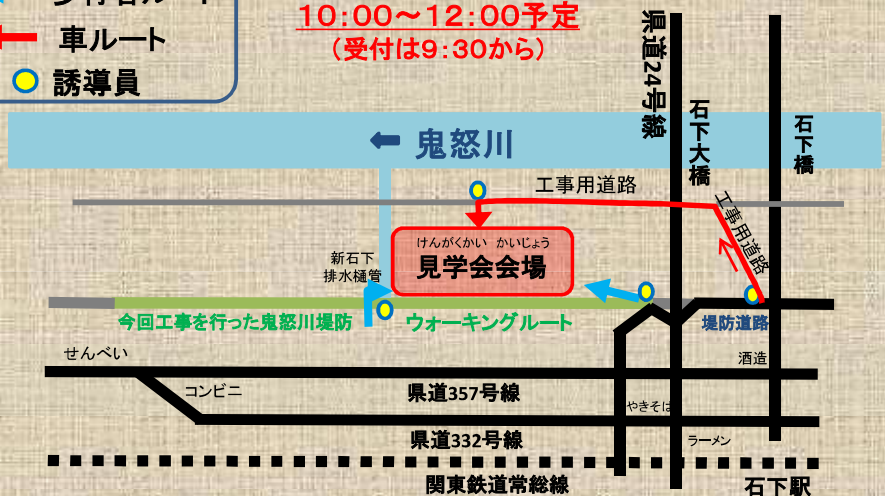 車ルート
誘導員
10:00～12:00予定
(受付は9:30から)
県道24号線
石下大橋
石下橋
鬼怒川
工事用道路
工事用道路
けんがくかい かいじょう
見学会会場
新石下
排水樋管
今回工事を行った鬼怒川堤防
ウォーキングルート
堤防道路
せんべい
酒造
コンビニ
県道357号線
やきそば
県道332号線
ラーメン
関東鉄道常総線
石下駅